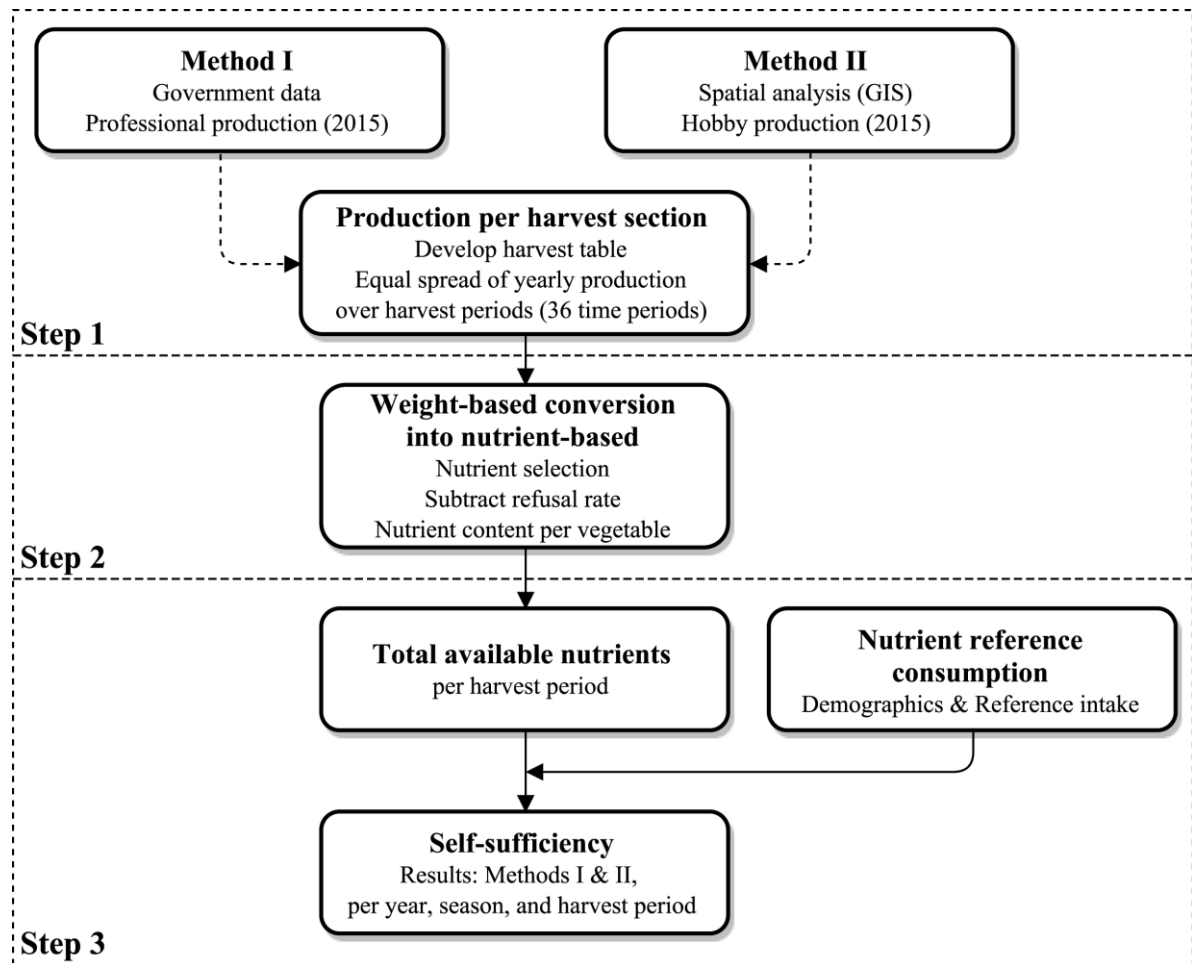 Method I
Government data
Professional production (2015)
Method II
Spatial analysis (GIS)
Hobby production (2015)
Production per harvest section
Develop harvest table
Equal spread of yearly production
over harvest periods (36 time periods)
Step 1
Weight-based conversion
into nutrient-based
Nutrient selection
Subtract refusal rate
Nutrient content per vegetable
Step 2
Total available nutrients
per harvest period
Nutrient reference
consumption
Demographics & Reference intake
Self-sufficiency
Results: Methods I & II,
per year, season, and harvest period
Step 3